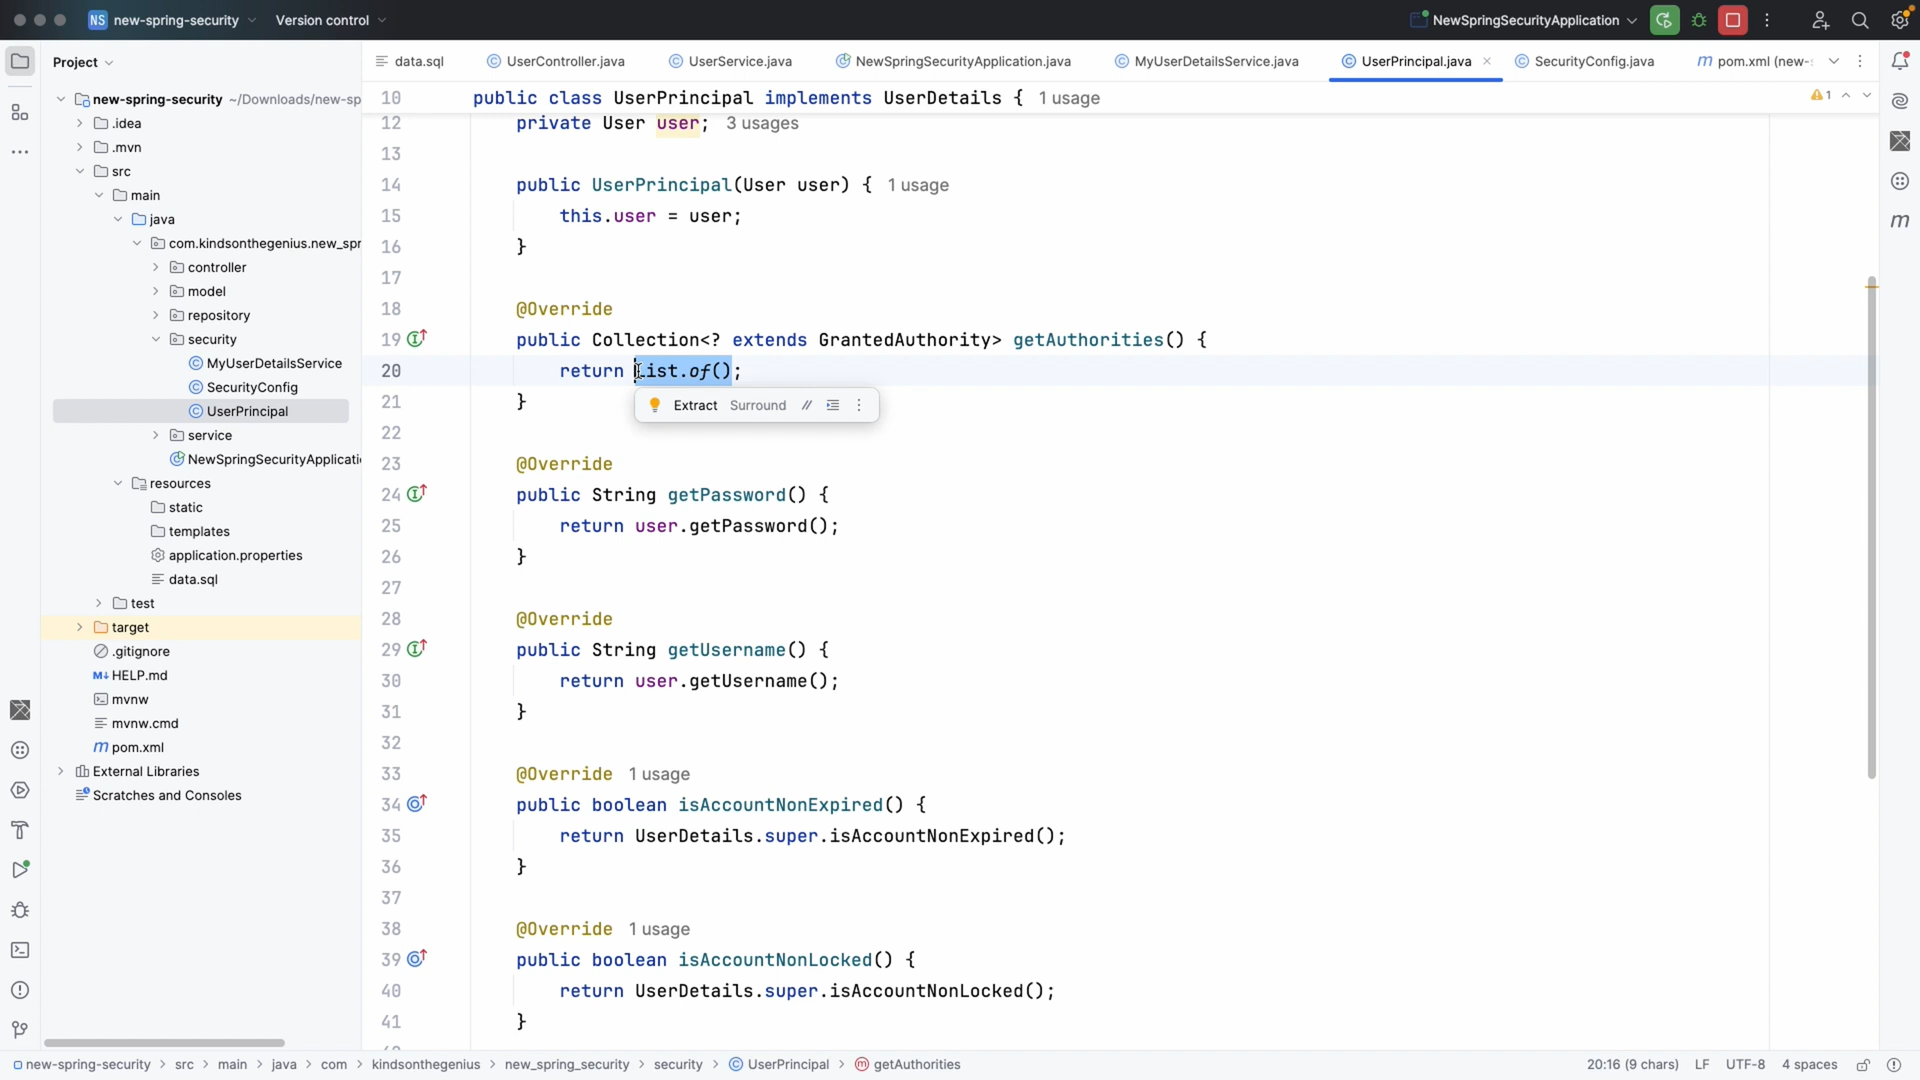 NS new-spring-security Version control NewSpringSecurityApplication
Project
data.sql UserController.java UserService.java NewSpringSecurityApplication.java MyUserDetailsService.java UserPrincipal.java SecurityConfig.java pom.xml (new-
new-spring-security ~/Downloads/new-sp
.idea
.mvn
src
main
java
com.kindsonthegenius.new_spr
controller
model
repository
security
MyUserDetailsService
SecurityConfig
UserPrincipal
service
NewSpringSecurityApplicati
resources
static
templates
application.properties
data.sql
test
target
.gitignore
HELP.md
mvnw
mvnw.cmd
pom.xml
External Libraries
Scratches and Consoles
10 public class UserPrincipal implements UserDetails { 1 usage
1
12 private User user; 3 usages
13
14 public UserPrincipal(User user) { 1 usage
15 this.user = user;
16 }
17
18 @Override
19 public Collection<? extends GrantedAuthority> getAuthorities() {
20 return List.of();
Extract Surround //
21 }
22
23 @Override
24 public String getPassword() {
25 return user.getPassword();
26 }
27
28 @Override
29 public String getUsername() {
30 return user.getUsername();
31 }
32
33 @Override 1 usage
34 public boolean isAccountNonExpired() {
35 return UserDetails.super.isAccountNonExpired();
36 }
37
38 @Override 1 usage
39 public boolean isAccountNonLocked() {
40 return UserDetails.super.isAccountNonLocked();
41 }
new-spring-security > src > main > java > com > kindsonthegenius > new_spring_security > security > UserPrincipal > getAuthorities 20:16 (9 chars) LF UTF-8 4 spaces